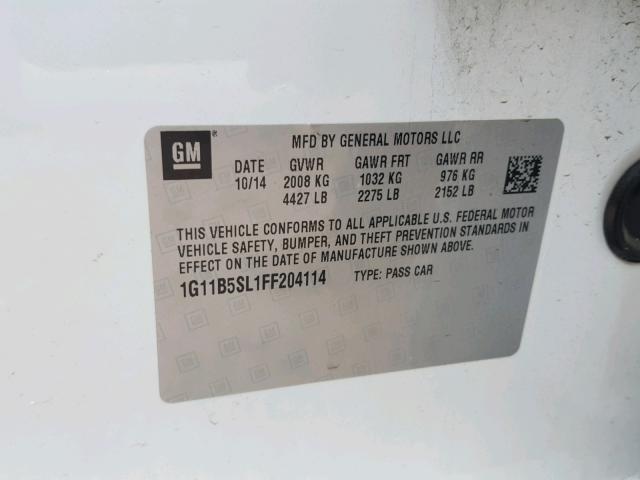 GM ® MFD BY GENERAL MOTORS LLC
DATE GVWR GAWR FRT GAWR RR
10/14 2008 KG 1032 KG 976 KG
4427 LB 2275 LB 2152 LB
THIS VEHICLE CONFORMS TO ALL APPLICABLE U.S. FEDERAL MOTOR
VEHICLE SAFETY, BUMPER, AND THEFT PREVENTION STANDARDS IN
EFFECT ON THE DATE OF MANUFACTURE SHOWN ABOVE.
1G11B5SL1FF204114 TYPE: PASS CAR